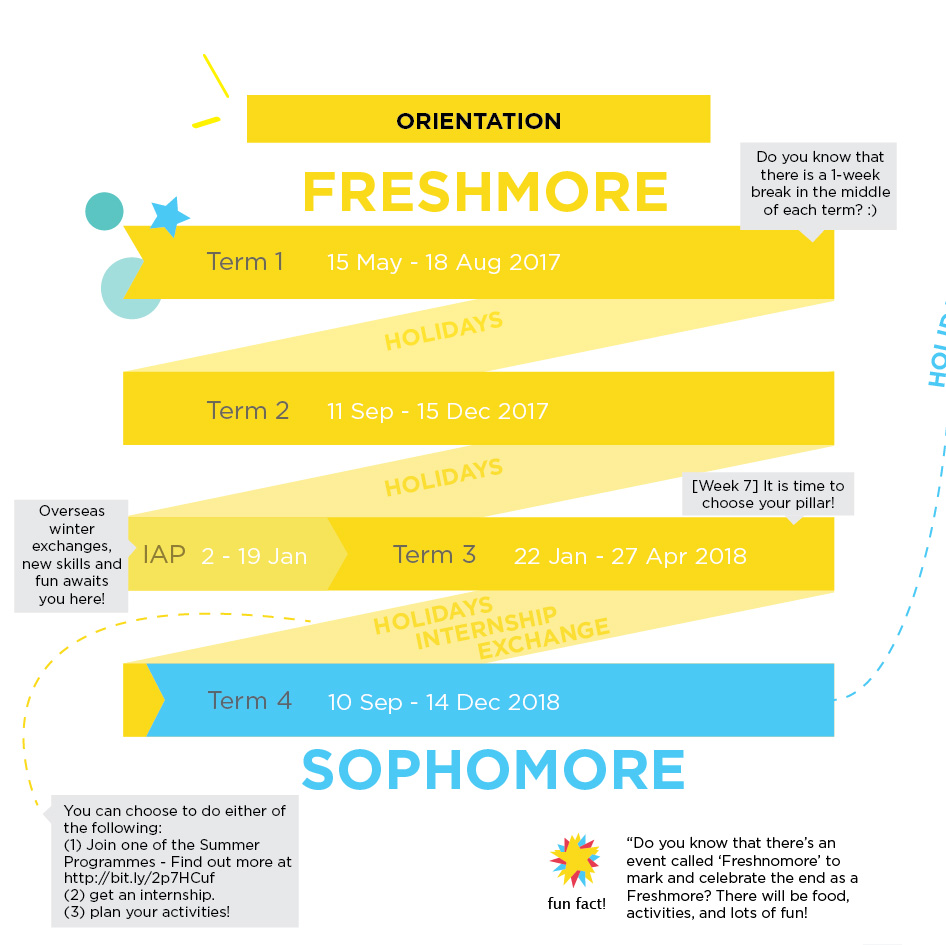 ORIENTATION
FRESHMORE
Do you know that
there is a 1-week
break in the middle
of each term? :)
Term 1 15 May - 18 Aug 2017
HOLIDAYS
Term 2 11 Sep - 15 Dec 2017
HOLIDAYS
[Week 7] It is time to
choose your pillar!
Overseas
winter
exchanges,
new skills and
fun awaits
you here!
IAP 2 - 19 Jan Term 3 22 Jan - 27 Apr 2018
HOLIDAYS
INTERNSHIP
EXCHANGE
Term 4 10 Sep - 14 Dec 2018
SOPHOMORE
You can choose to do either of
the following:
(1) Join one of the Summer
Programmes - Find out more at
http://bit.ly/2p7HCuf
(2) get an internship.
(3) plan your activities!
fun fact!
“Do you know that there’s an
event called ‘Freshnomore’ to
mark and celebrate the end as a
Freshmore? There will be food,
activities, and lots of fun!